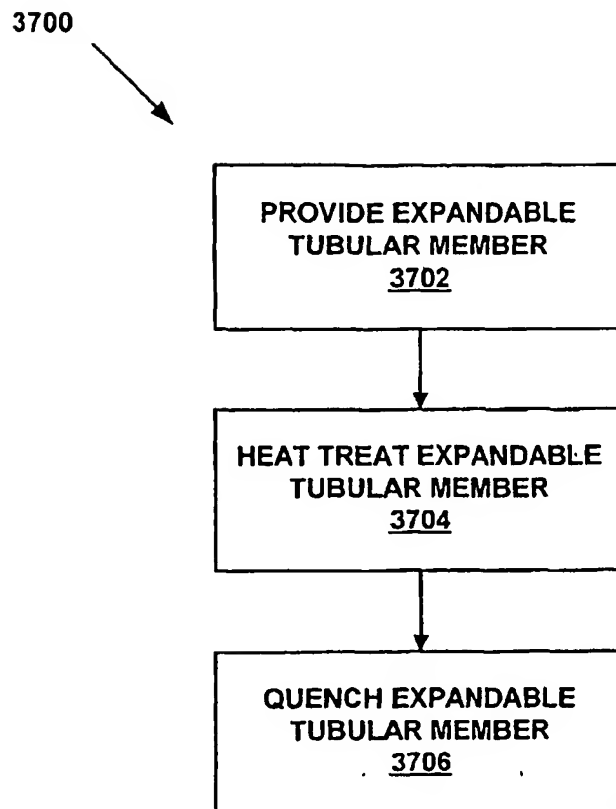 3700
PROVIDE EXPANDABLE
TUBULAR MEMBER
3702
HEAT TREAT EXPANDABLE
TUBULAR MEMBER
3704
QUENCH EXPANDABLE
TUBULAR MEMBER
3706